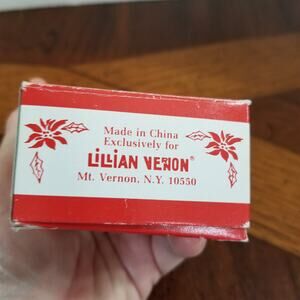 Made in China
Exclusively for
LILLIAN VERNON®
Mt. Vernon, N.Y. 10550